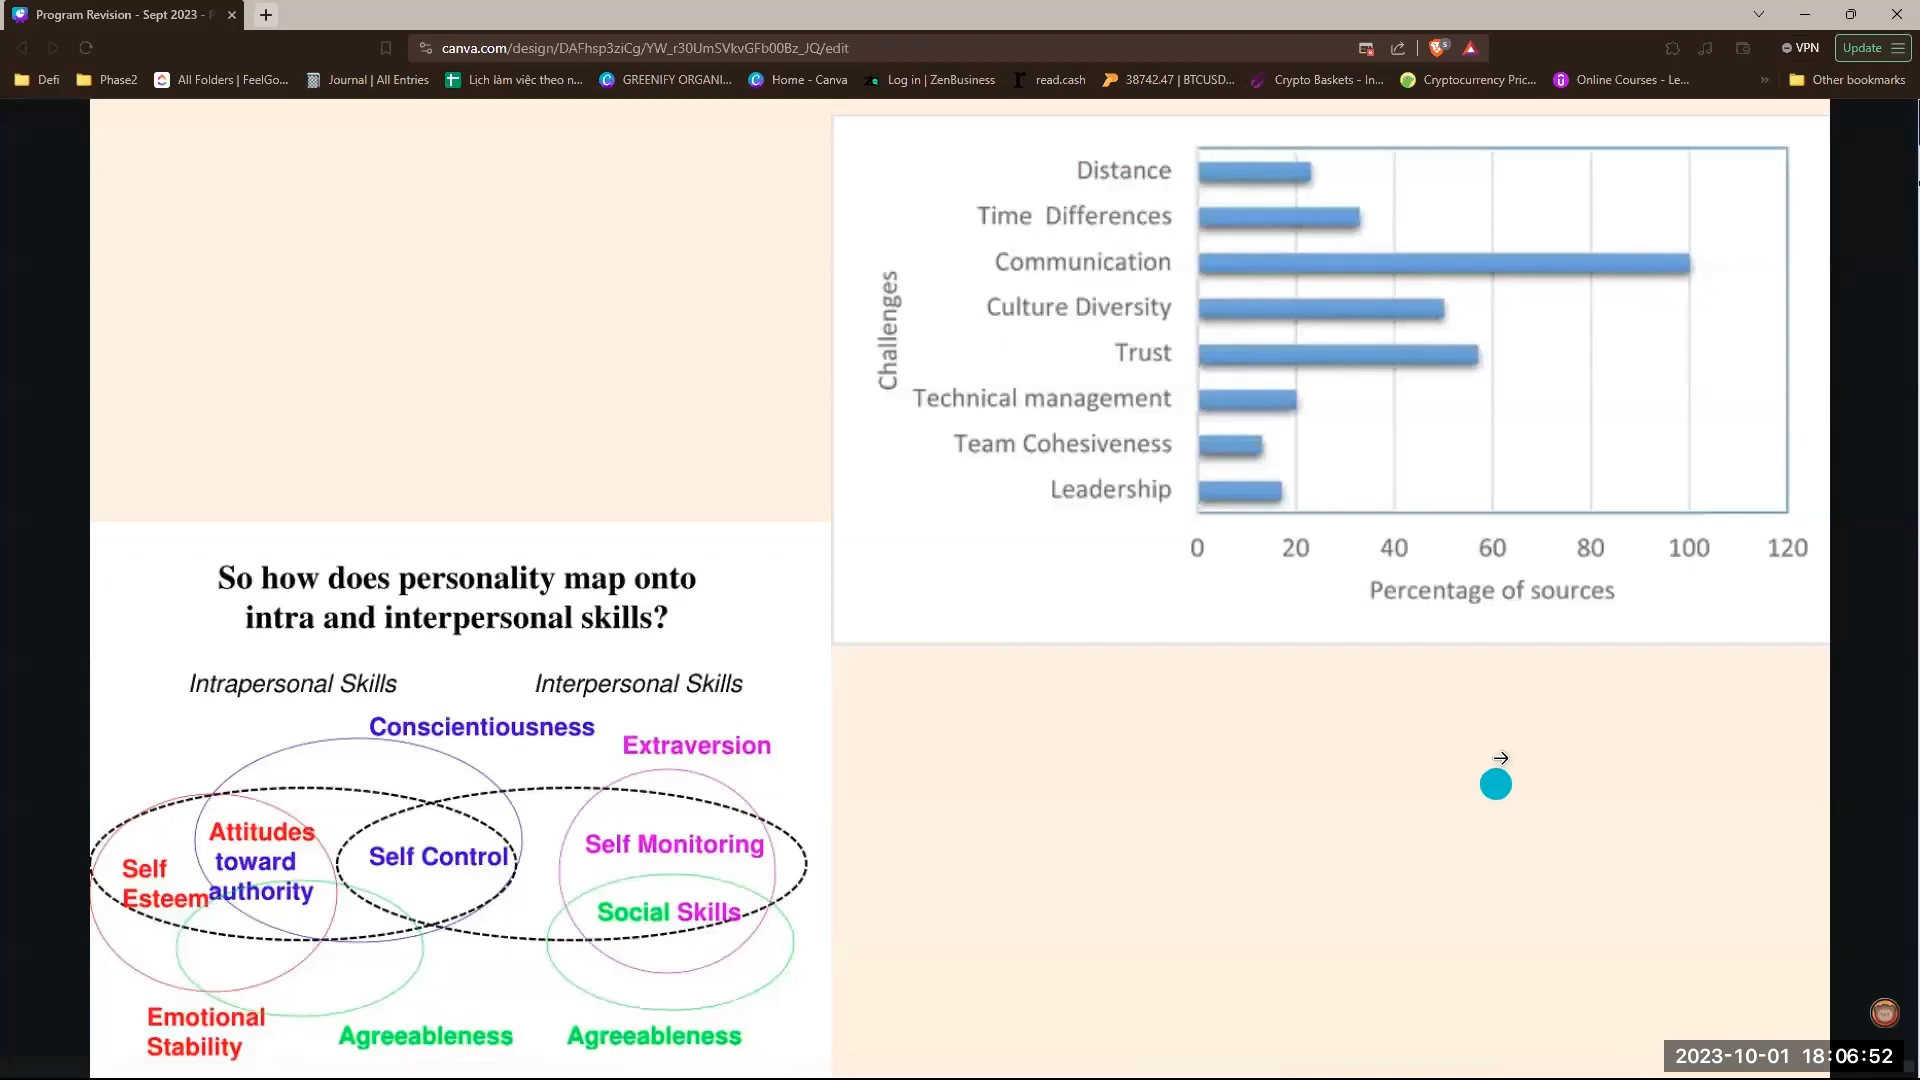 Program Revision - Sept 2023 -
canva.com/design/DAFhsp3ziCg/YW_r30UmSVkvGFb00Bz_JQ/edit
5
VPN
Update
Defi
Phase2
All Folders | FeelGo...
Journal | All Entries
Lịch làm việc theo n...
GREENIFY ORGANI...
Home - Canva
Log in | ZenBusiness
read.cash
38742.47 | BTCUSD...
Crypto Baskets - In...
Cryptocurrency Pric...
Online Courses - Le...
Other bookmarks
Challenges
Distance
Time Differences
Communication
Culture Diversity
Trust
Technical management
Team Cohesiveness
Leadership
0 20 40 60 80 100 120
Percentage of sources
So how does personality map onto
intra and interpersonal skills?
Intrapersonal Skills
Interpersonal Skills
Conscientiousness
Extraversion
Attitudes
toward
authority
Self
Esteem
Self Control
Self Monitoring
Social Skills
Emotional
Stability
Agreeableness
Agreeableness
2023-10-01 18:06:52